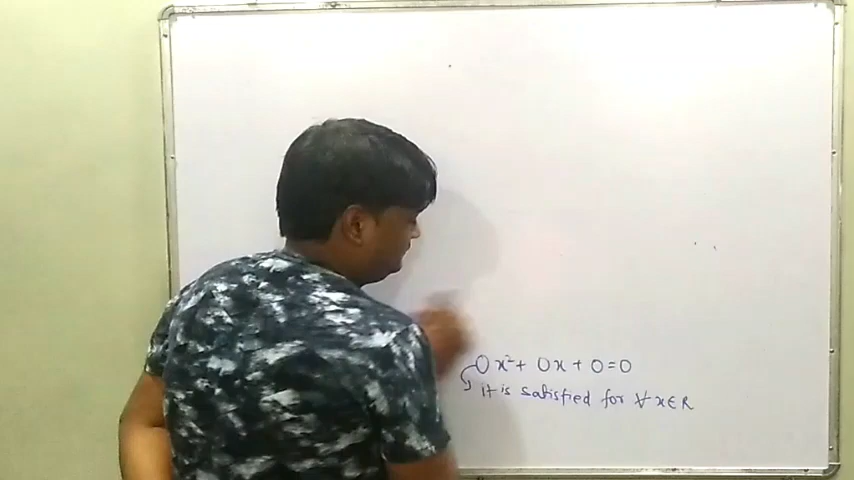 0x² + 0x + 0 = 0
It is satisfied for ∀ x ∈ R